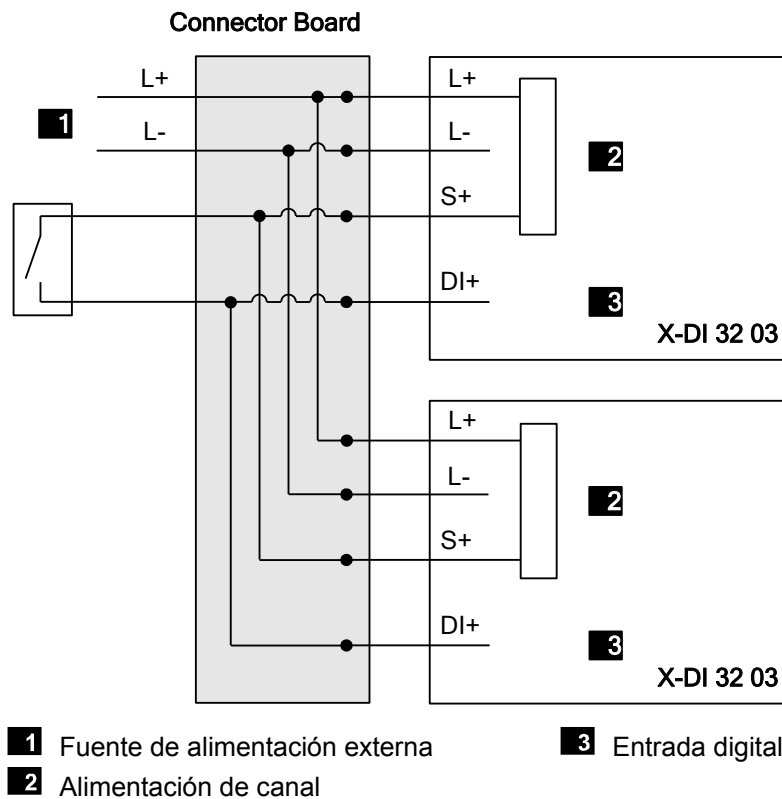 Connector Board
L+
L+
1
L-
L-
2
S+
DI+
3
X-DI 32 03
L+
L-
2
S+
DI+
3
X-DI 32 03
1 Fuente de alimentación externa
3 Entrada digital
2 Alimentación de canal